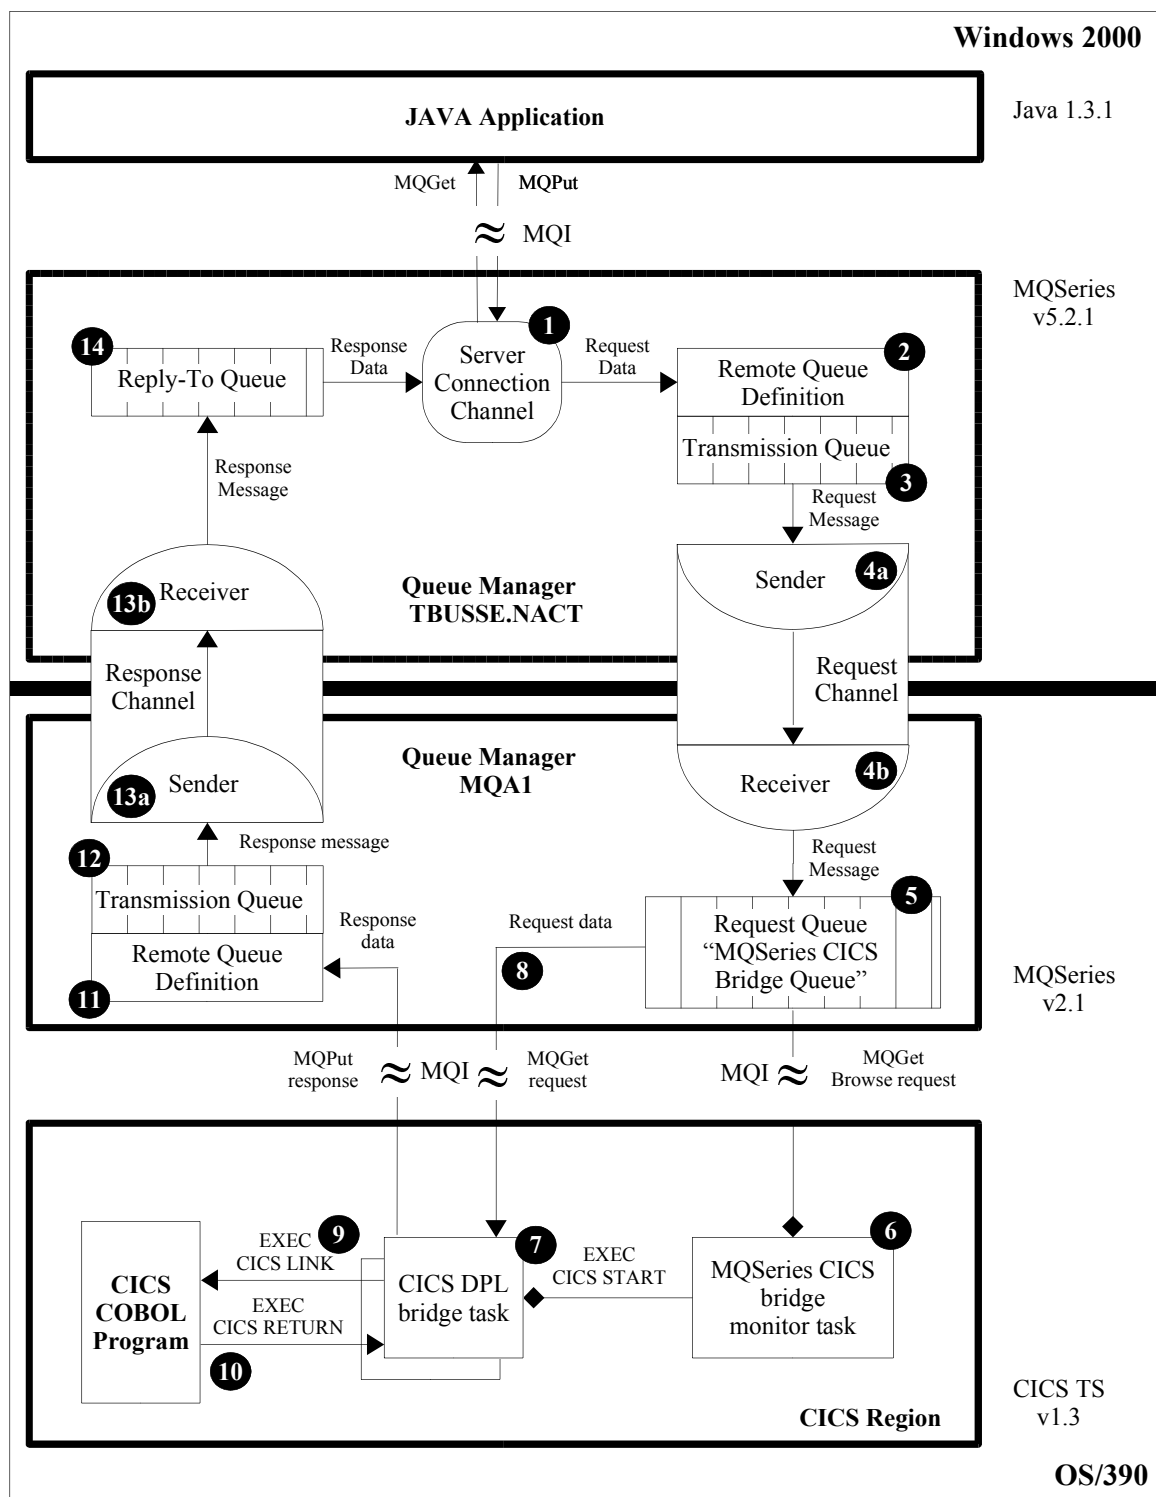 Windows 2000
JAVA Application
Java 1.3.1
MQGet
MQPut
≈ MQI
MQSeries
v5.2.1
14
Reply-To Queue
Response
Data
1
Server
Connection
Channel
Request
Data
2
Remote Queue
Definition
Transmission Queue
3
Response
Message
Request
Message
13b
Receiver
Queue Manager
TBUSSE.NACT
Sender
4a
Response
Channel
Request
Channel
13a
Sender
Queue Manager
MQA1
Receiver
4b
Response message
Request
Message
12
Transmission Queue
Remote Queue
Definition
11
Response
data
Request data
8
5
Request Queue
“MQSeries CICS
Bridge Queue”
MQSeries
v2.1
MQPut
response
≈ MQI ≈
MQGet
request
MQI ≈
MQGet
Browse request
CICS
COBOL
Program
9
EXEC
CICS LINK
EXEC
CICS RETURN
10
7
CICS DPL
bridge task
EXEC
CICS START
6
MQSeries CICS
bridge
monitor task
CICS Region
CICS TS
v1.3
OS/390